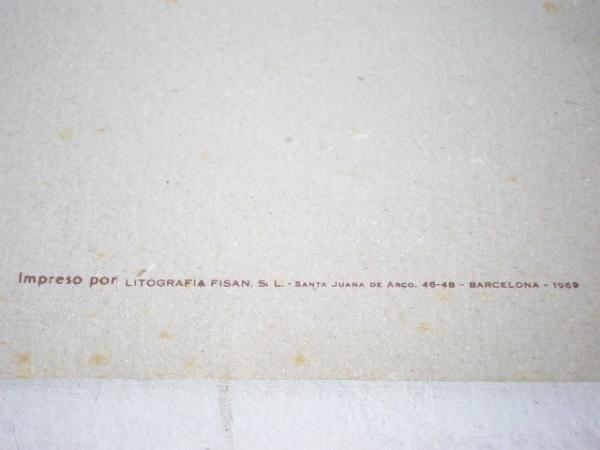 Impreso por LITOGRAFIA FISAN. S. L. - SANTA JUANA DE ARCO. 46-48 - BARCELONA - 1969